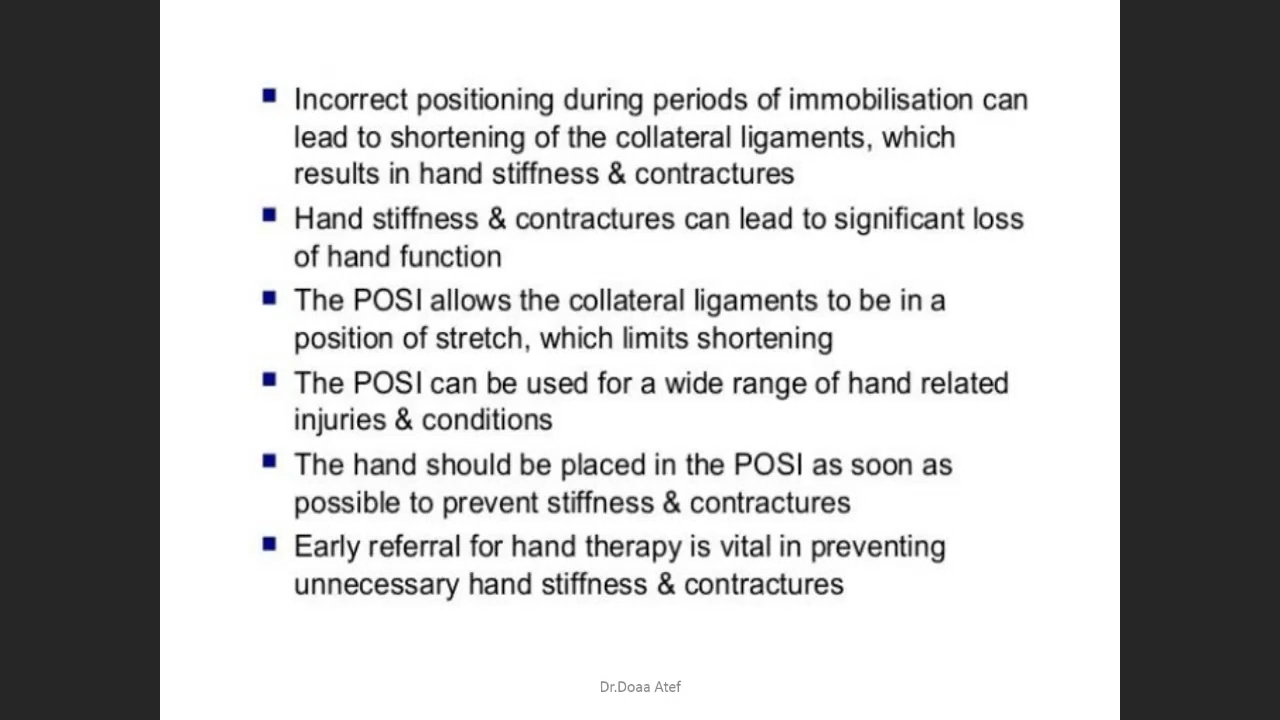 Incorrect positioning during periods of immobilisation can
lead to shortening of the collateral ligaments, which
results in hand stiffness & contractures
Hand stiffness & contractures can lead to significant loss
of hand function
The POSI allows the collateral ligaments to be in a
position of stretch, which limits shortening
The POSI can be used for a wide range of hand related
injuries & conditions
The hand should be placed in the POSI as soon as
possible to prevent stiffness & contractures
Early referral for hand therapy is vital in preventing
unnecessary hand stiffness & contractures
Dr.Doaa Atef